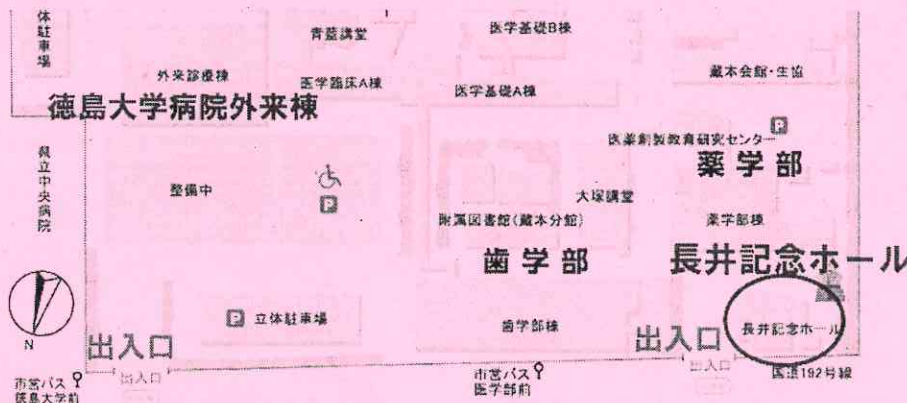 体駐車場
青藍講堂
医学基礎B棟
外来診療棟
医学臨床A棟
医学基礎A棟
蔵本会館・生協
徳島大学病院外来棟
P
医薬創製教育研究センター
薬学部
県立中央病院
整備中
P
大塚講堂
附属図書館(蔵本分館)
薬学部棟
歯学部
長井記念ホール
P 立体駐車場
歯学部棟
長井記念ホール
N
出入口
出入口
出入口
出入口
市営バス
徳島大学前
市営バス
医学部前
国道192号線